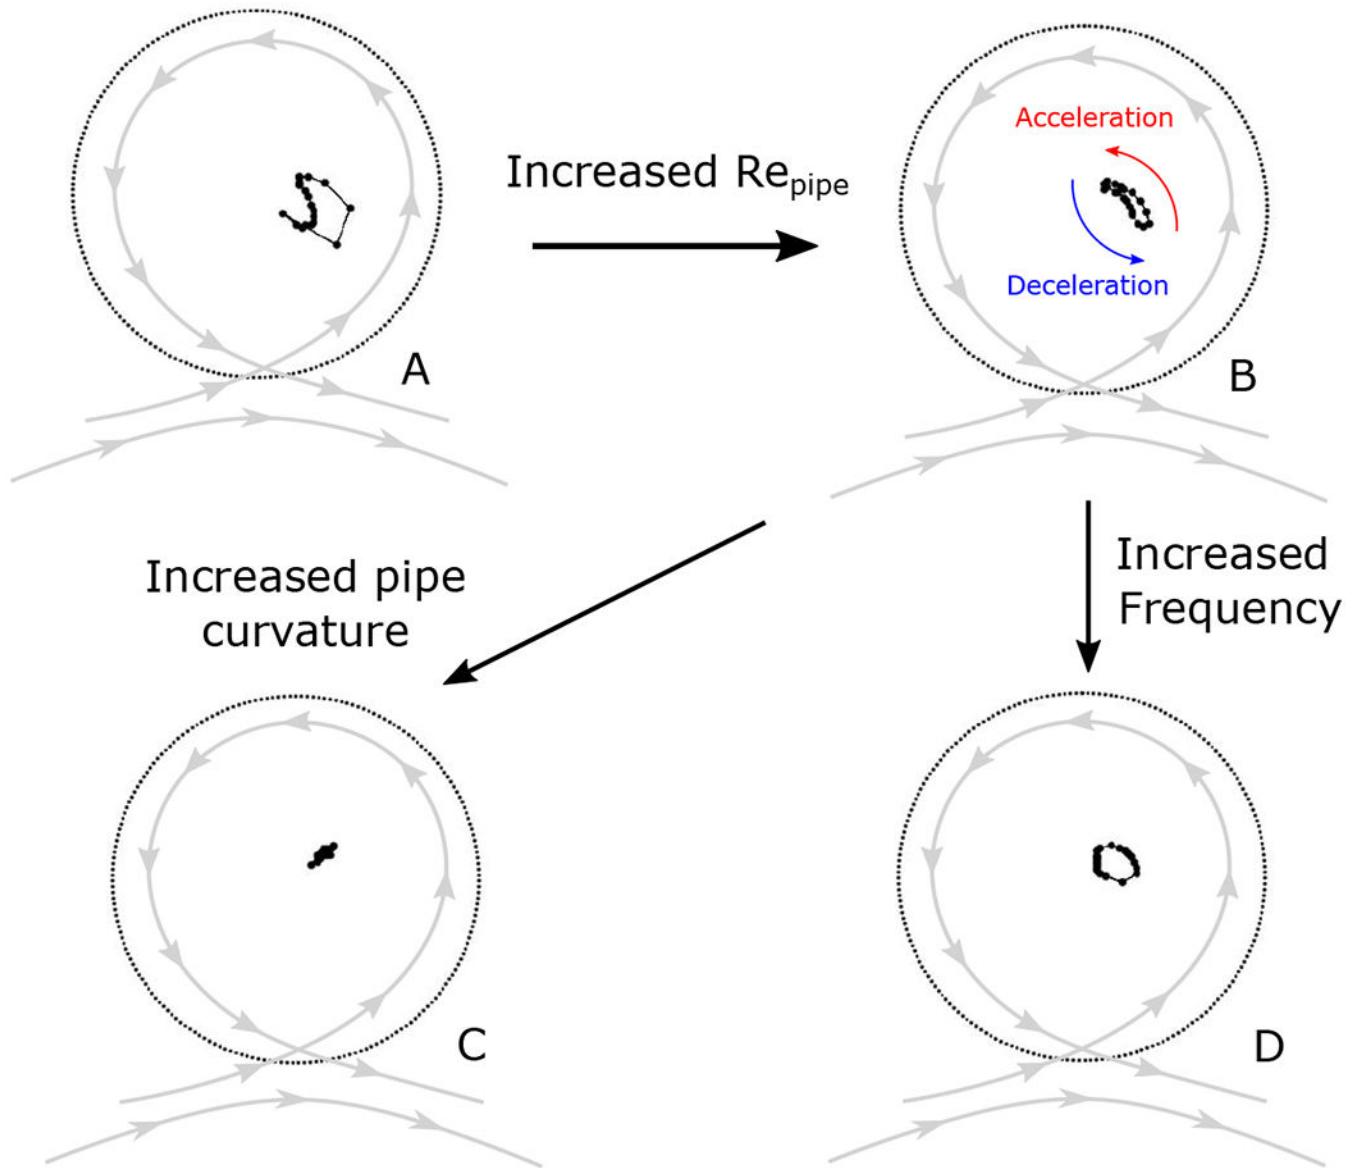 Acceleration
Increased Re_pipe
Deceleration
A
B
Increased pipe
curvature
Increased
Frequency
C
D